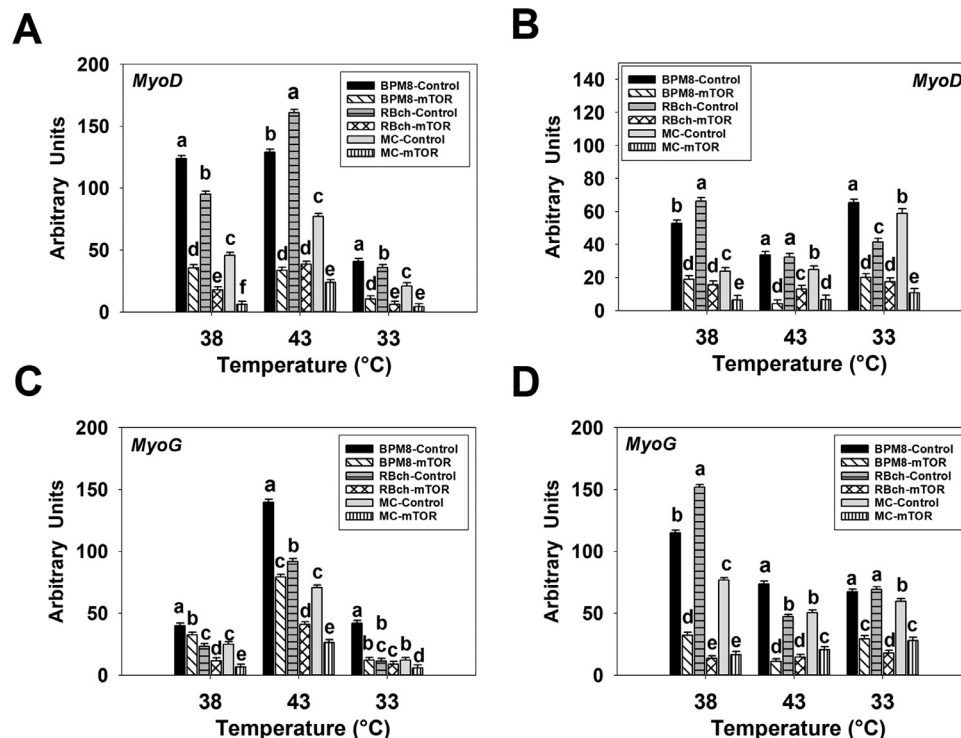 A
200
150
100
50
0
Arbitrary Units
MyoD
BPM8-Control
BPM8-mTOR
RBch-Control
RBch-mTOR
MC-Control
MC-mTOR
a d b e c f
b d a d c e
a d b e c e
38 43 33
Temperature (°C)
B
140
120
100
80
60
40
20
0
Arbitrary Units
MyoD
BPM8-Control
BPM8-mTOR
RBch-Control
RBch-mTOR
MC-Control
MC-mTOR
b d a d c e
a d a c b d
a d c d b e
38 43 33
Temperature (°C)
C
200
150
100
50
0
Arbitrary Units
MyoG
BPM8-Control
BPM8-mTOR
RBch-Control
RBch-mTOR
MC-Control
MC-mTOR
a b c d c e
a c b d c e
a b b c c b d
38 43 33
Temperature (°C)
D
200
150
100
50
0
Arbitrary Units
MyoG
BPM8-Control
BPM8-mTOR
RBch-Control
RBch-mTOR
MC-Control
MC-mTOR
b d a e c e
a d b d b c
a c a d b c
38 43 33
Temperature (°C)